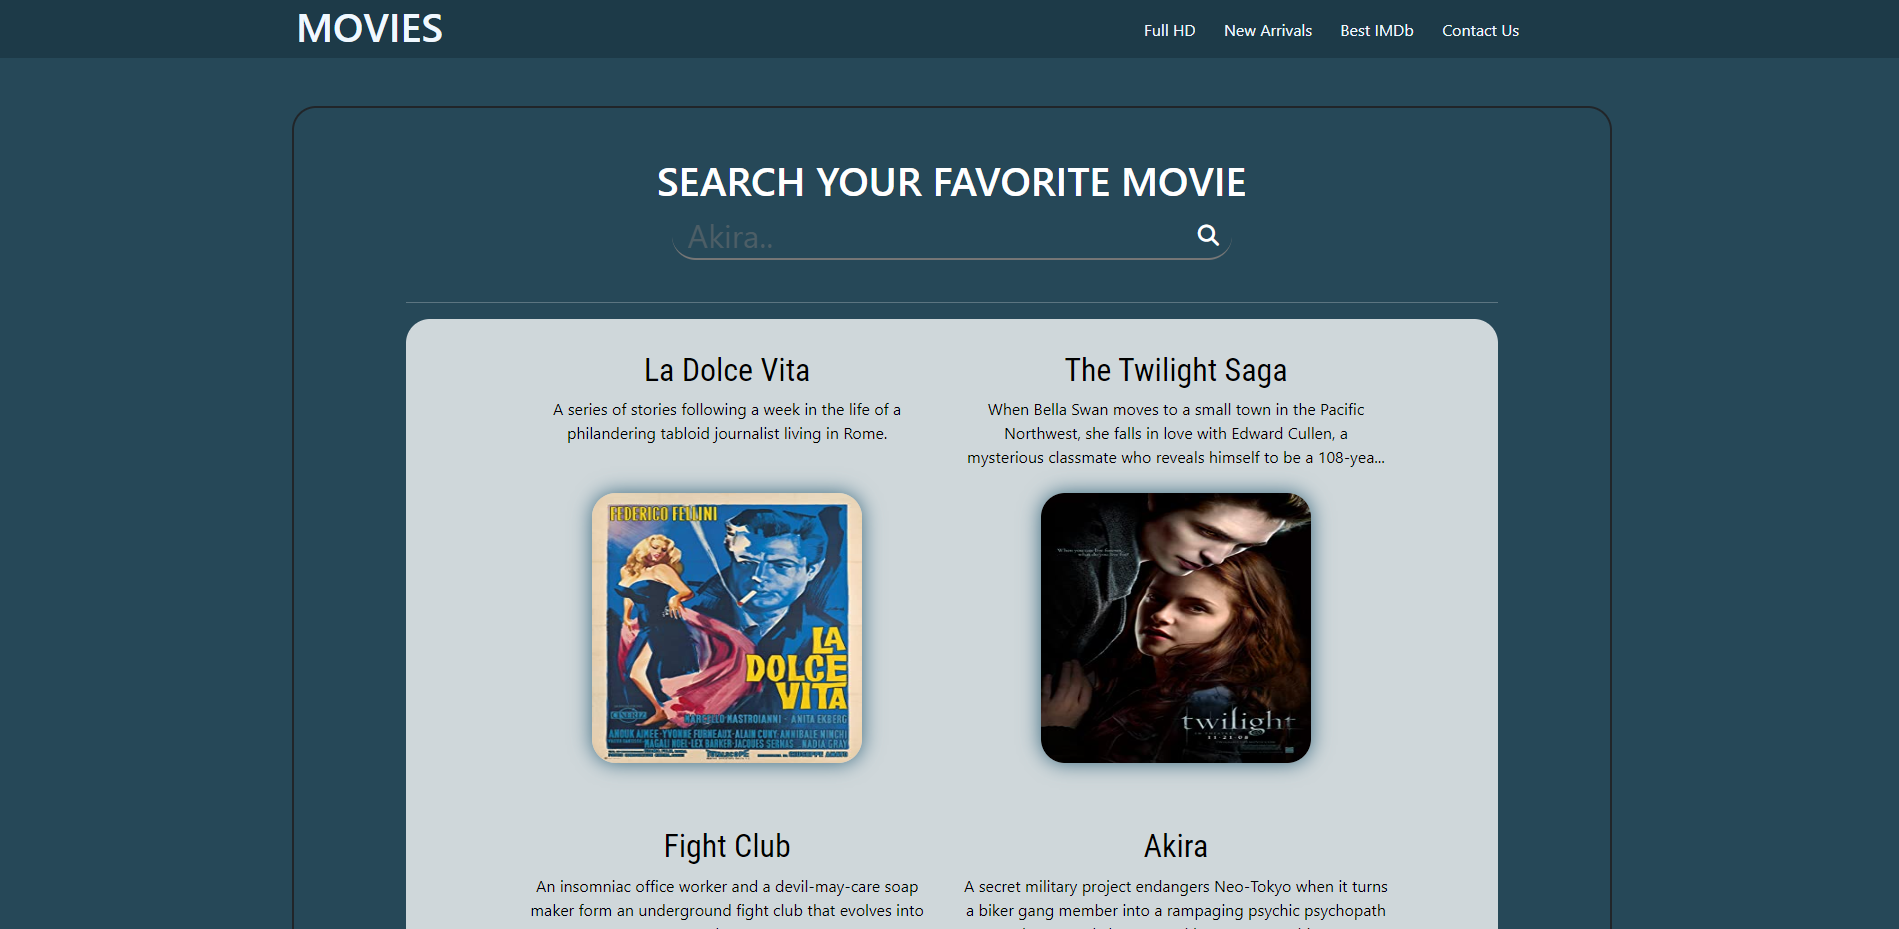 MOVIES
Full HD
New Arrivals
Best IMDb
Contact Us
SEARCH YOUR FAVORITE MOVIE
Akira..
La Dolce Vita
A series of stories following a week in the life of a
philandering tabloid journalist living in Rome.
The Twilight Saga
When Bella Swan moves to a small town in the Pacific
Northwest, she falls in love with Edward Cullen, a
mysterious classmate who reveals himself to be a 108-yea...
FEDERICO FELLINI
LA
DOLCE
VITA
MARCELLO MASTROIANNI - ANITA EKBERG
ANOUK AIMEE - YVONNE FURNEAUX - ALAIN CUNY - ANNIBALE NINCHI
MAGALI NOEL - LEX BARKER - JACQUES SERNAS
NADIA GRAY
twilight
11-21-08
Fight Club
An insomniac office worker and a devil-may-care soap
maker form an underground fight club that evolves into
Akira
A secret military project endangers Neo-Tokyo when it turns
a biker gang member into a rampaging psychic psychopath